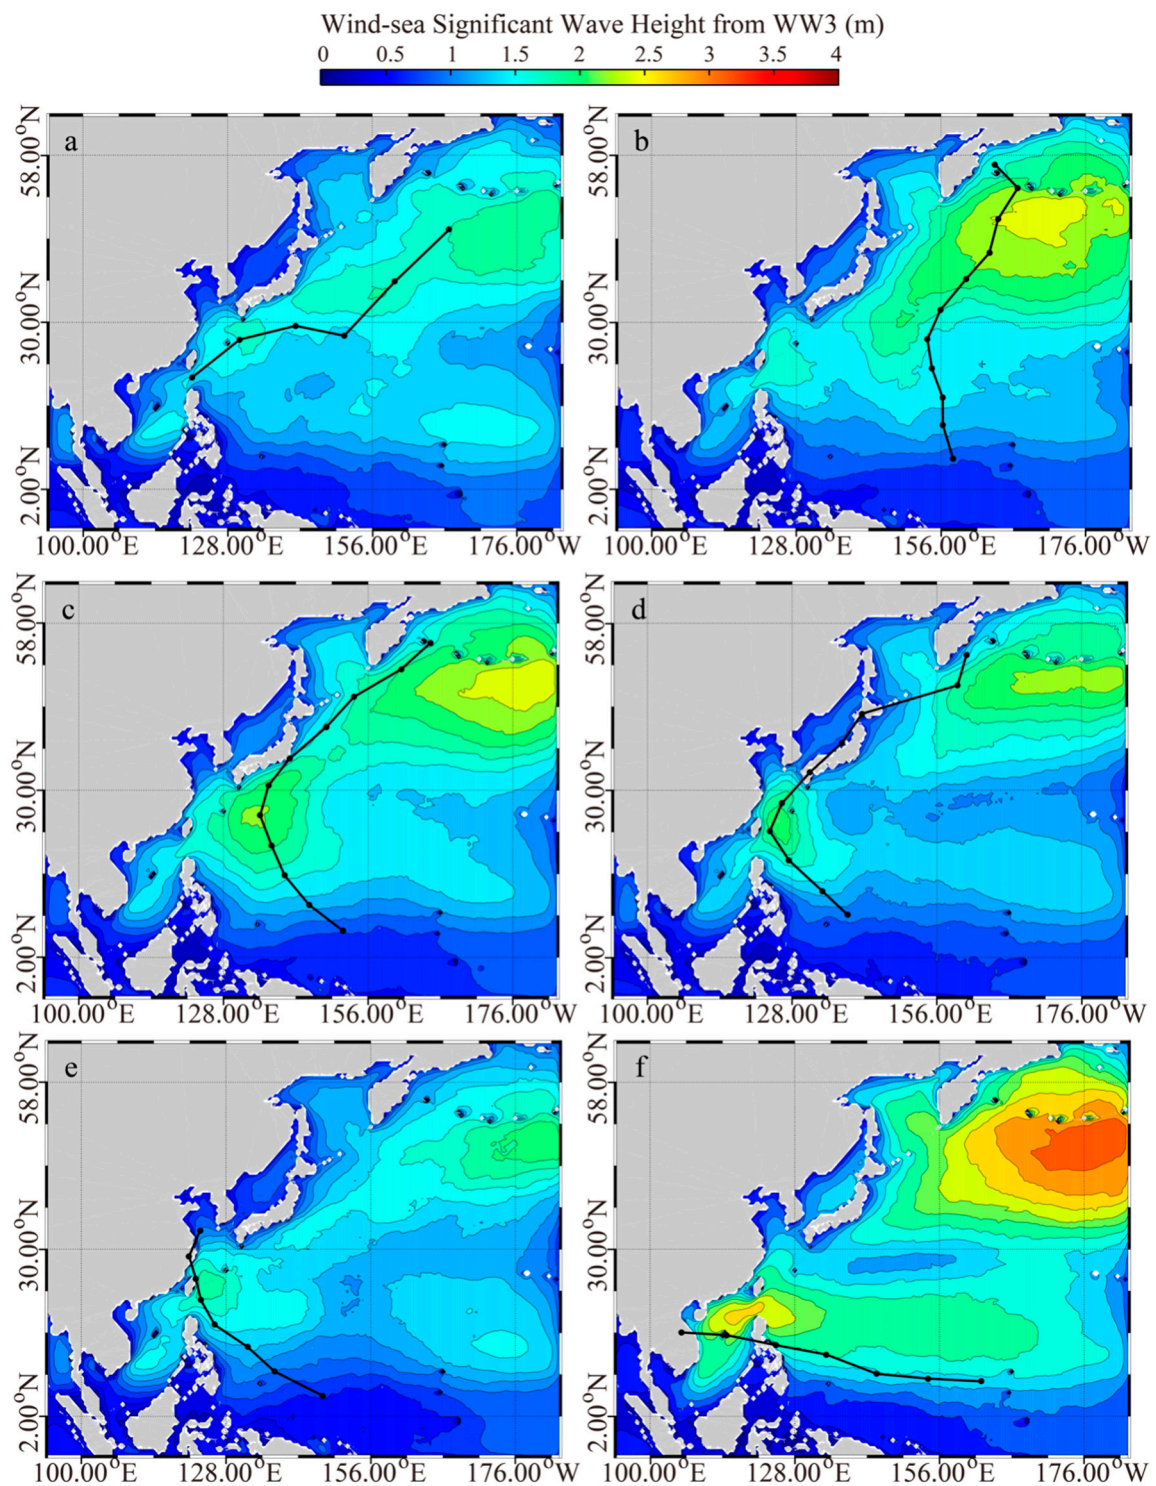 Wind-sea Significant Wave Height from WW3 (m)
0 0.5 1 1.5 2 2.5 3 3.5 4
a
58.00°N
30.00°N
2.00°N
100.00°E 128.00°E 156.00°E 176.00°W
b
58.00°N
30.00°N
2.00°N
100.00°E 128.00°E 156.00°E 176.00°W
c
58.00°N
30.00°N
2.00°N
100.00°E 128.00°E 156.00°E 176.00°W
d
58.00°N
30.00°N
2.00°N
100.00°E 128.00°E 156.00°E 176.00°W
e
58.00°N
30.00°N
2.00°N
100.00°E 128.00°E 156.00°E 176.00°W
f
58.00°N
30.00°N
2.00°N
100.00°E 128.00°E 156.00°E 176.00°W